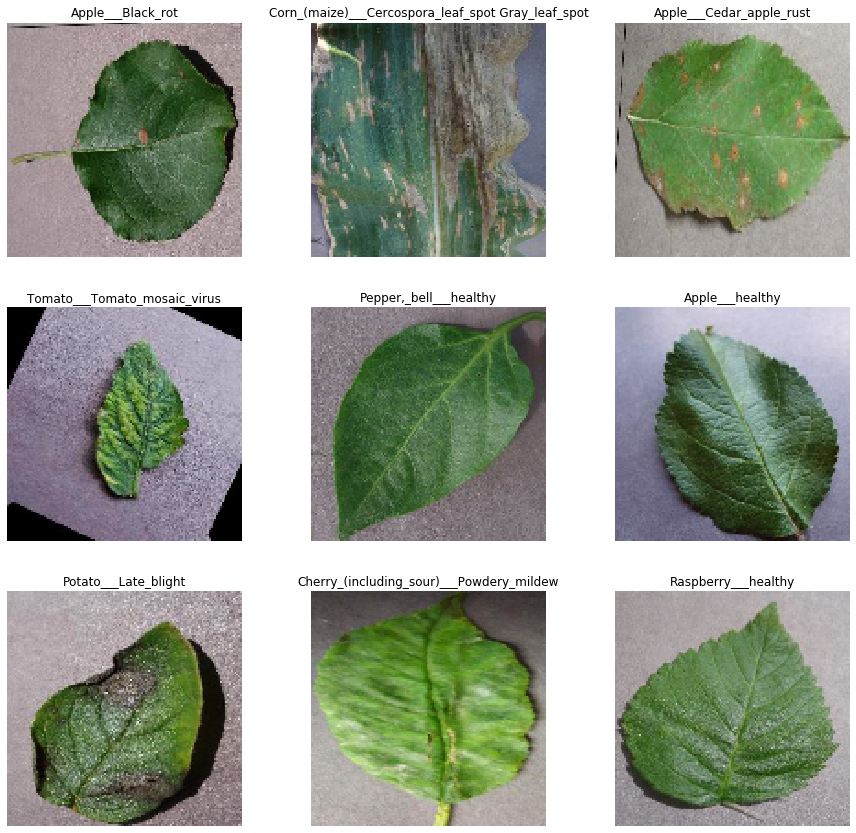 Apple___Black_rot
Corn_(maize)___Cercospora_leaf_spot Gray_leaf_spot
Apple___Cedar_apple_rust
Tomato___Tomato_mosaic_virus
Pepper,_bell___healthy
Apple___healthy
Potato___Late_blight
Cherry_(including_sour)___Powdery_mildew
Raspberry___healthy